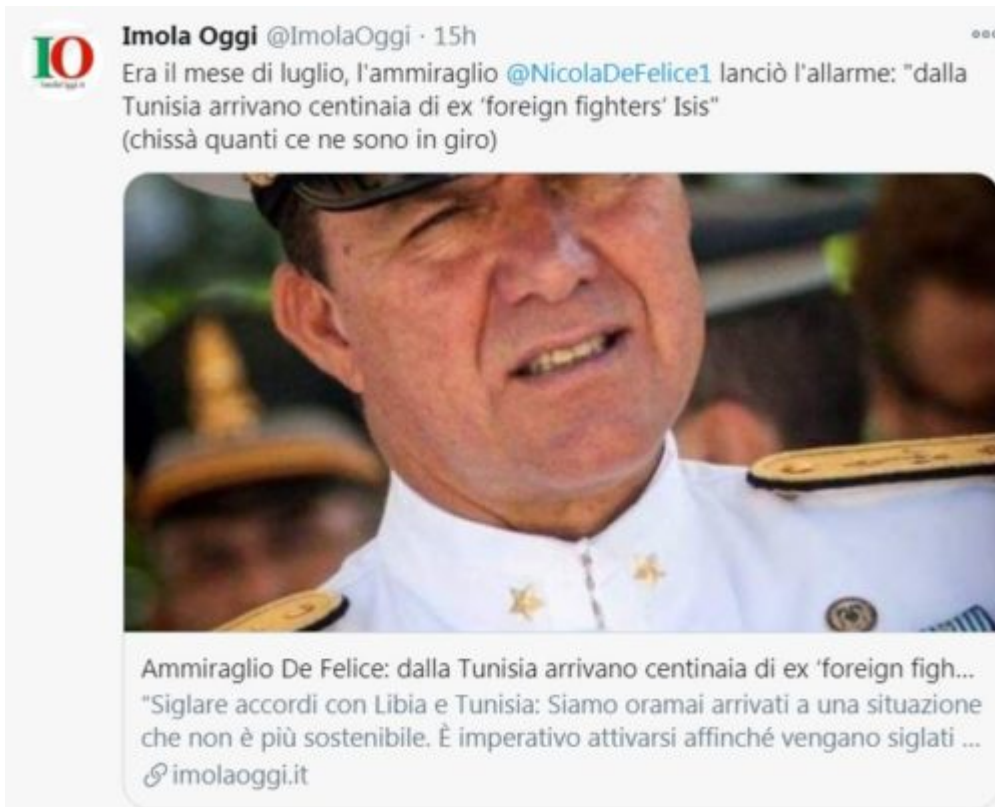 IO
Imola Oggi @ImolaOggi · 15h
Era il mese di luglio, l'ammiraglio @NicolaDeFelice1 lanciò l'allarme: "dalla
Tunisia arrivano centinaia di ex 'foreign fighters' Isis"
(chissà quanti ce ne sono in giro)
Ammiraglio De Felice: dalla Tunisia arrivano centinaia di ex 'foreign figh...
"Siglare accordi con Libia e Tunisia: Siamo oramai arrivati a una situazione
che non è più sostenibile. È imperativo attivarsi affinché vengano siglati ...
imolaoggi.it